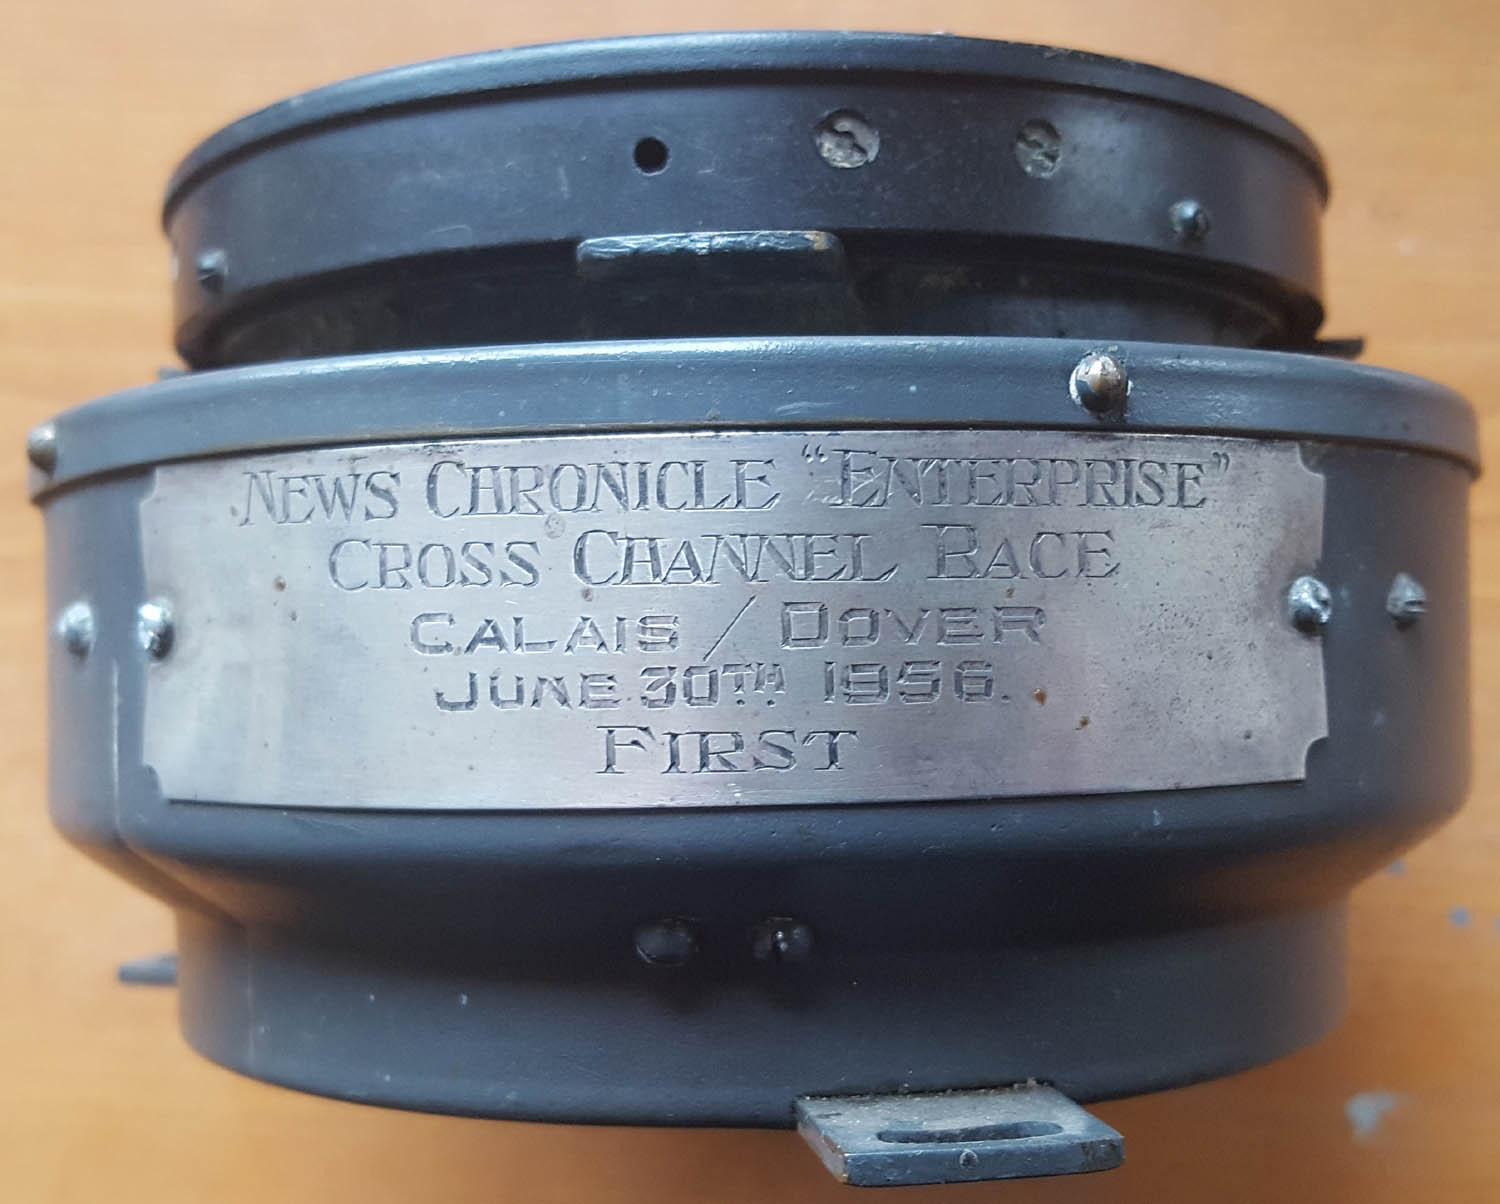 NEWS CHRONICLE "ENTERPRISE"
CROSS CHANNEL RACE
CALAIS / DOVER
JUNE 30TH 1956.
FIRST